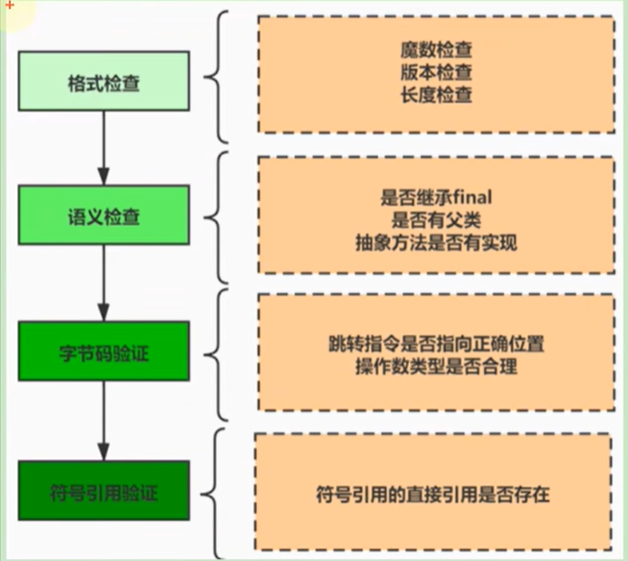 格式检查
魔数检查
版本检查
长度检查
语义检查
是否继承final
是否有父类
抽象方法是否有实现
字节码验证
跳转指令是否指向正确位置
操作数类型是否合理
符号引用验证
符号引用的直接引用是否存在